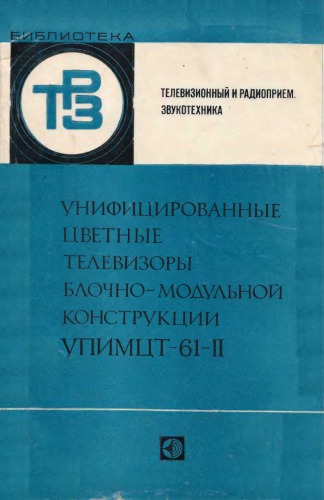 БИБЛИОТЕКА
ТРЗ
ТЕЛЕВИЗИОННЫЙ И РАДИОПРИЕМ.
ЗВУКОТЕХНИКА
УНИФИЦИРОВАННЫЕ
ЦВЕТНЫЕ
ТЕЛЕВИЗОРЫ
БЛОЧНО-МОДУЛЬНОЙ
КОНСТРУКЦИИ
УПИМЦТ-61-II